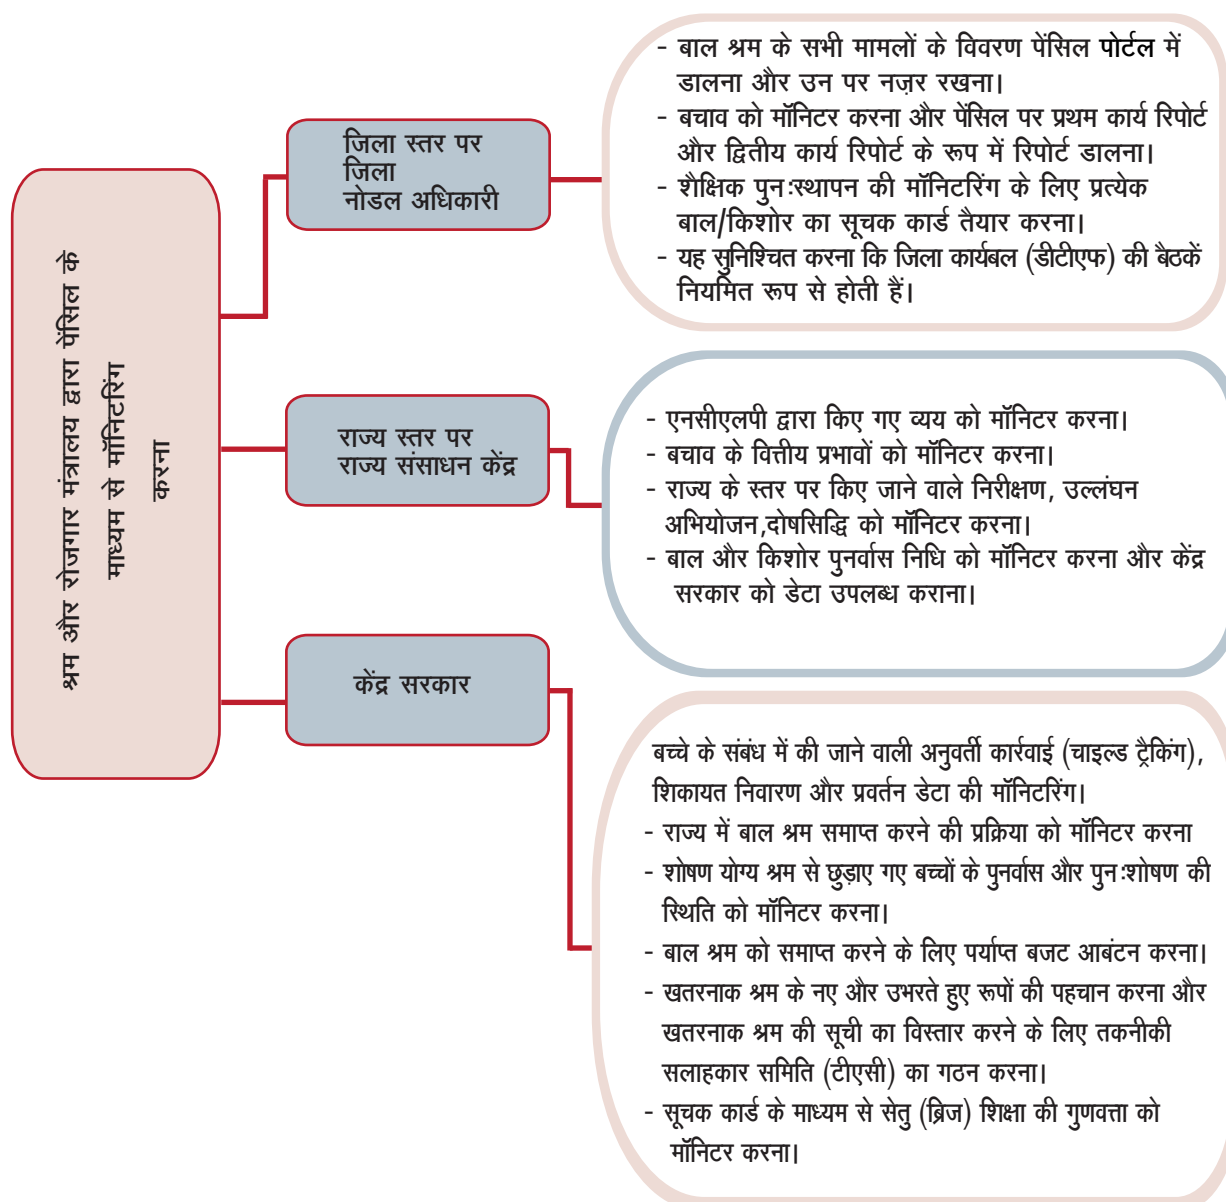 श्रम और रोजगार मंत्रालय द्वारा पेंसिल के
माध्यम से मॉनिटरिंग
करना
जिला स्तर पर
जिला
नोडल अधिकारी
- बाल श्रम के सभी मामलों के विवरण पेंसिल पोर्टल में
डालना और उन पर नज़र रखना।
- बचाव को मॉनिटर करना और पेंसिल पर प्रथम कार्य रिपोर्ट
और द्वितीय कार्य रिपोर्ट के रूप में रिपोर्ट डालना।
- शैक्षिक पुनःस्थापन की मॉनिटरिंग के लिए प्रत्येक
बाल/किशोर का सूचक कार्ड तैयार करना।
- यह सुनिश्चित करना कि जिला कार्यबल (डीटीएफ) की बैठकें
नियमित रूप से होती हैं।
राज्य स्तर पर
राज्य संसाधन केंद्र
- एनसीएलपी द्वारा किए गए व्यय को मॉनिटर करना।
- बचाव के वित्तीय प्रभावों को मॉनिटर करना।
- राज्य के स्तर पर किए जाने वाले निरीक्षण, उल्लंघन
अभियोजन,दोषसिद्धि को मॉनिटर करना।
- बाल और किशोर पुनर्वास निधि को मॉनिटर करना और केंद्र
सरकार को डेटा उपलब्ध कराना।
केंद्र सरकार
बच्चे के संबंध में की जाने वाली अनुवर्ती कार्रवाई (चाइल्ड ट्रैकिंग),
शिकायत निवारण और प्रवर्तन डेटा की मॉनिटरिंग।
- राज्य में बाल श्रम समाप्त करने की प्रक्रिया को मॉनिटर करना
- शोषण योग्य श्रम से छुड़ाए गए बच्चों के पुनर्वास और पुनःशोषण की
स्थिति को मॉनिटर करना।
- बाल श्रम को समाप्त करने के लिए पर्याप्त बजट आबंटन करना।
- खतरनाक श्रम के नए और उभरते हुए रूपों की पहचान करना और
खतरनाक श्रम की सूची का विस्तार करने के लिए तकनीकी
सलाहकार समिति (टीएसी) का गठन करना।
- सूचक कार्ड के माध्यम से सेतु (ब्रिज) शिक्षा की गुणवत्ता को
मॉनिटर करना।